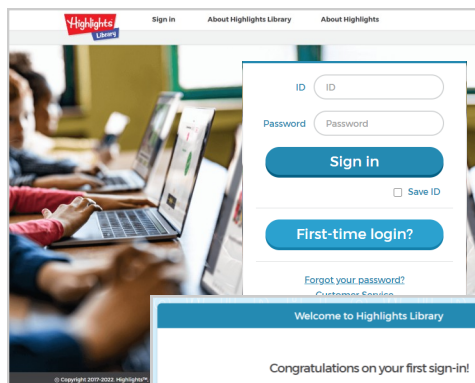 Highlights
Library
Sign in
About Highlights Library
About Highlights
ID
ID
Password
Password
Sign in
Save ID
First-time login?
Forgot your password?
Customer Service
Welcome to Highlights Library
Congratulations on your first sign-in!
© Copyright 2017-2022. Highlights™.